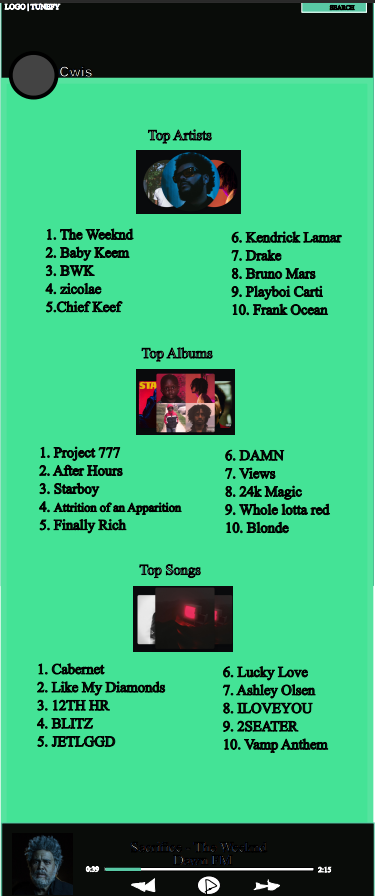 LOGO | TUNEFY
SEARCH
Cwis
Top Artists
1. The Weeknd
2. Baby Keem
3. BWK
4. zicolae
5.Chief Keef
6. Kendrick Lamar
7. Drake
8. Bruno Mars
9. Playboi Carti
10. Frank Ocean
Top Albums
STA
1. Project 777
2. After Hours
3. Starboy
4. Attrition of an Apparition
5. Finally Rich
6. DAMN
7. Views
8. 24k Magic
9. Whole lotta red
10. Blonde
Top Songs
1. Cabernet
2. Like My Diamonds
3. 12TH HR
4. BLITZ
5. JETLGGD
6. Lucky Love
7. Ashley Olsen
8. ILOVEYOU
9. 2SEATER
10. Vamp Anthem
Sacrifice - The Weeknd
Dawn FM
0:39
2:15